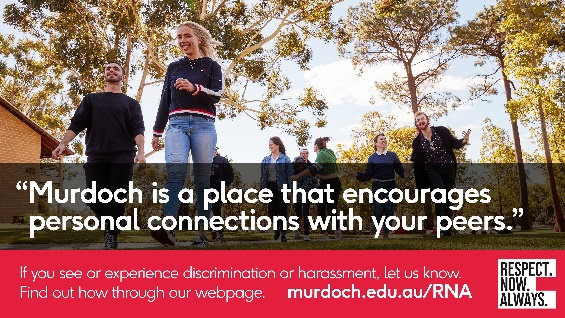 “Murdoch is a place that encourages
personal connections with your peers.”
If you see or experience discrimination or harassment, let us know.
Find out how through our webpage. murdoch.edu.au/RNA
RESPECT.
NOW.
ALWAYS.